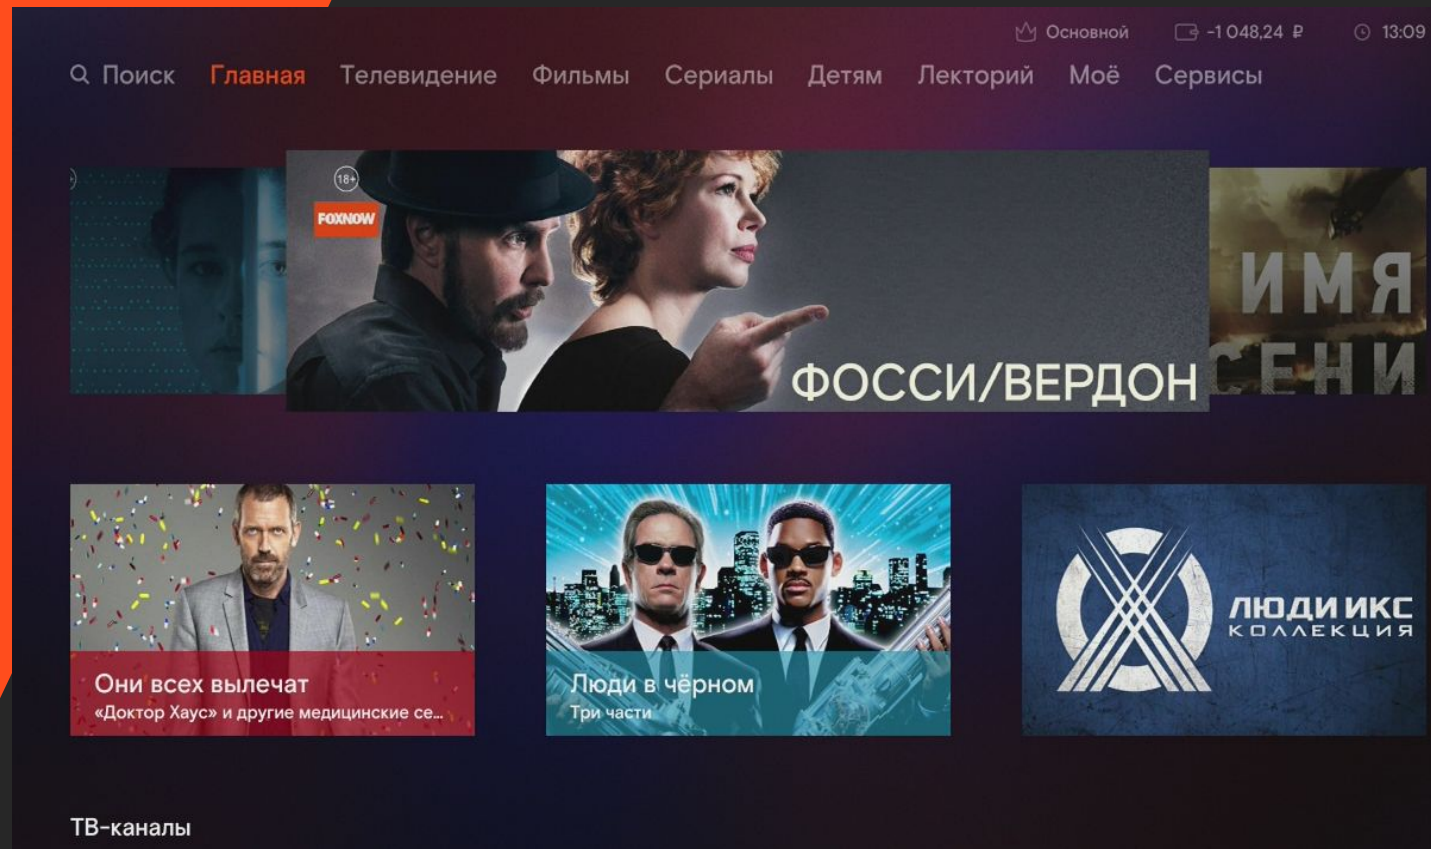 Основной -1 048,24 ₽ 13:09
Поиск Главная Телевидение Фильмы Сериалы Детям Лекторий Моё Сервисы
18+
FOXNOW
ФОССИ/ВЕРДОН
ИМЯ
СЕНИ
Они всех вылечат
«Доктор Хаус» и другие медицинские се...
Люди в чёрном
Три части
ЛЮДИ ИКС
КОЛЛЕКЦИЯ
ТВ-каналы